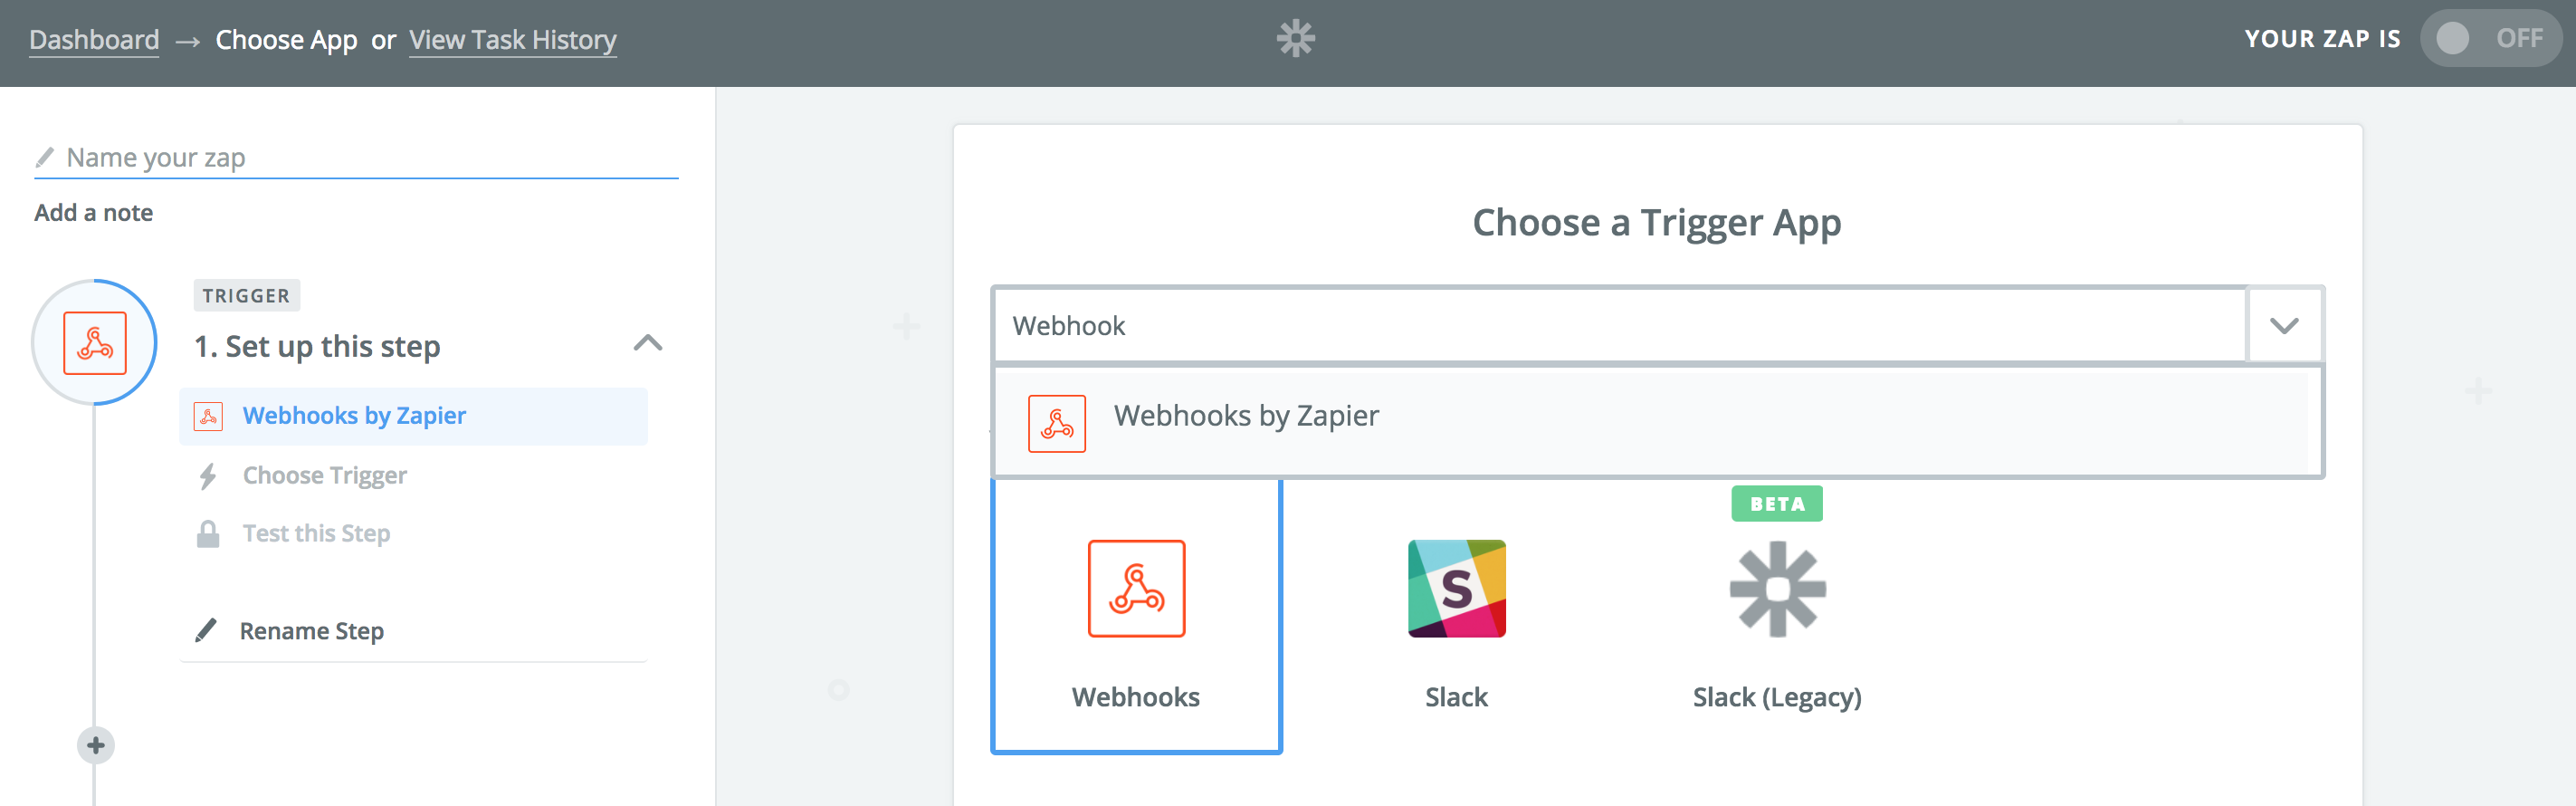 Dashboard → Choose App or View Task History
YOUR ZAP IS OFF
Name your zap
Add a note
TRIGGER
1. Set up this step
Webhooks by Zapier
Choose Trigger
Test this Step
Rename Step
Choose a Trigger App
Webhook
Webhooks by Zapier
BETA
S
Webhooks
Slack
Slack (Legacy)